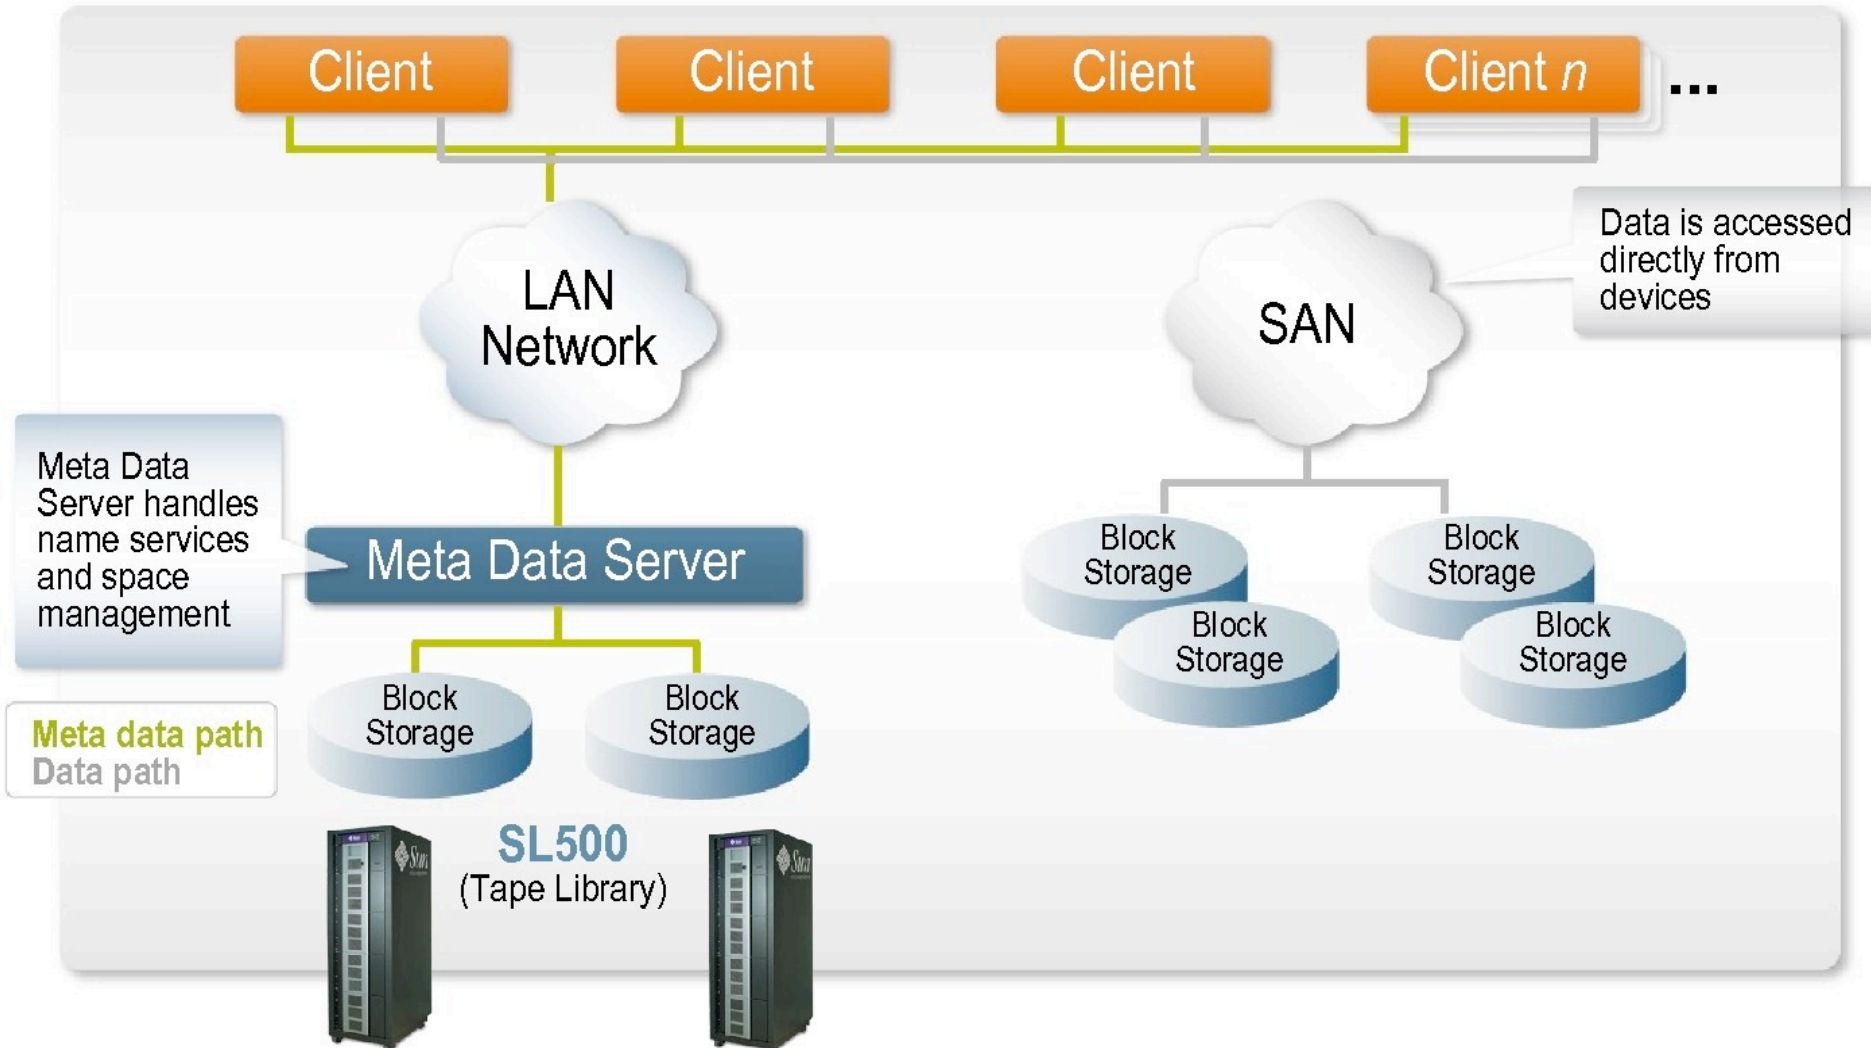 Client
Client
Client
Client n
...
LAN
Network
SAN
Data is accessed
directly from
devices
Meta Data
Server handles
name services
and space
management
Meta Data Server
Block
Storage
Block
Storage
Block
Storage
Block
Storage
Block
Storage
Block
Storage
Meta data path
Data path
SL500
(Tape Library)
Sun
Sun